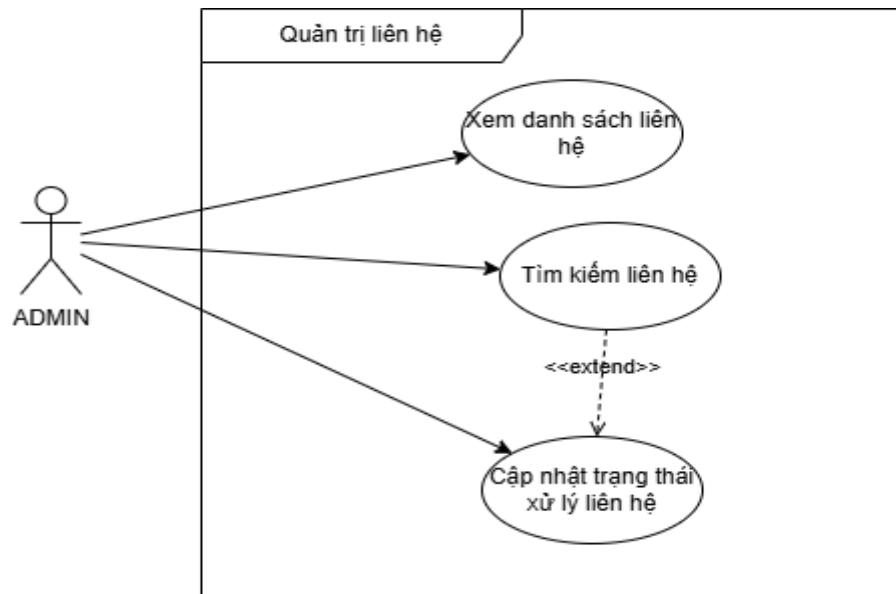 Quản trị liên hệ
Xem danh sách liên
hệ
Tìm kiếm liên hệ
ADMIN
<<extend>>
Cập nhật trạng thái
xử lý liên hệ